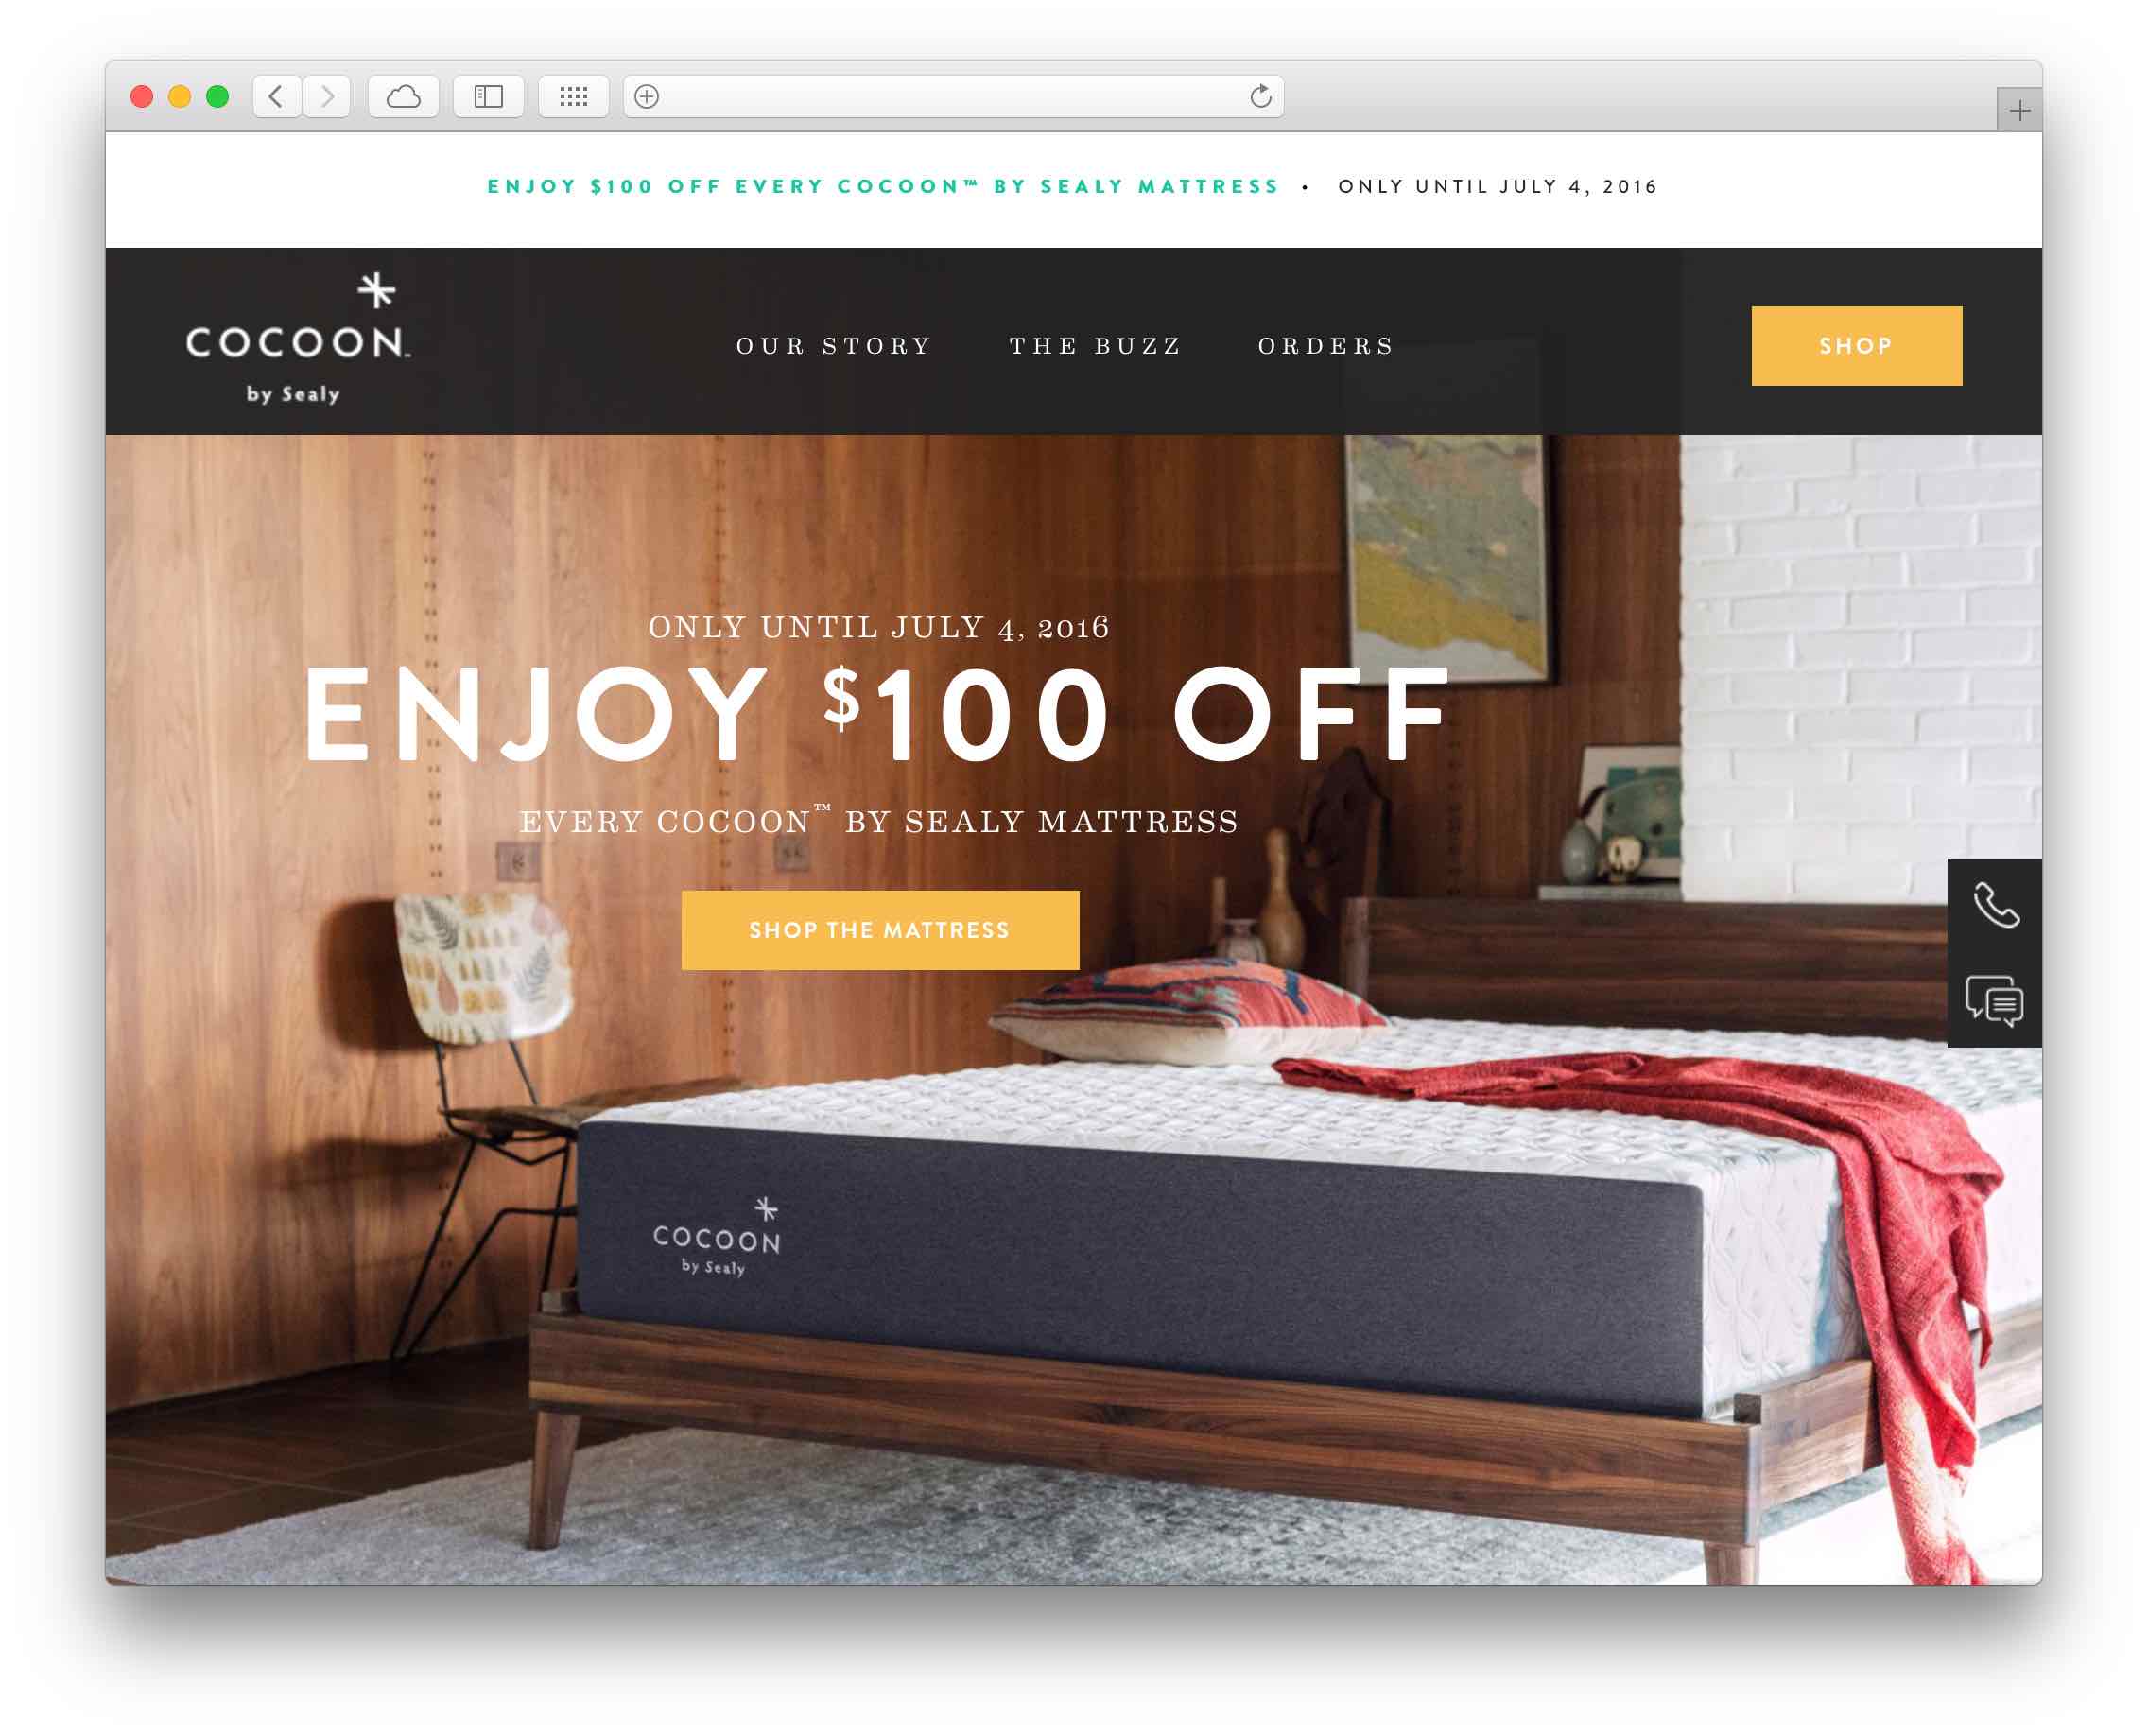 ENJOY $100 OFF EVERY COCOON™ BY SEALY MATTRESS • ONLY UNTIL JULY 4, 2016
COCOON™
by Sealy
OUR STORY THE BUZZ ORDERS SHOP
ONLY UNTIL JULY 4, 2016
ENJOY $100 OFF
EVERY COCOON™ BY SEALY MATTRESS
SHOP THE MATTRESS
COCOON
by Sealy